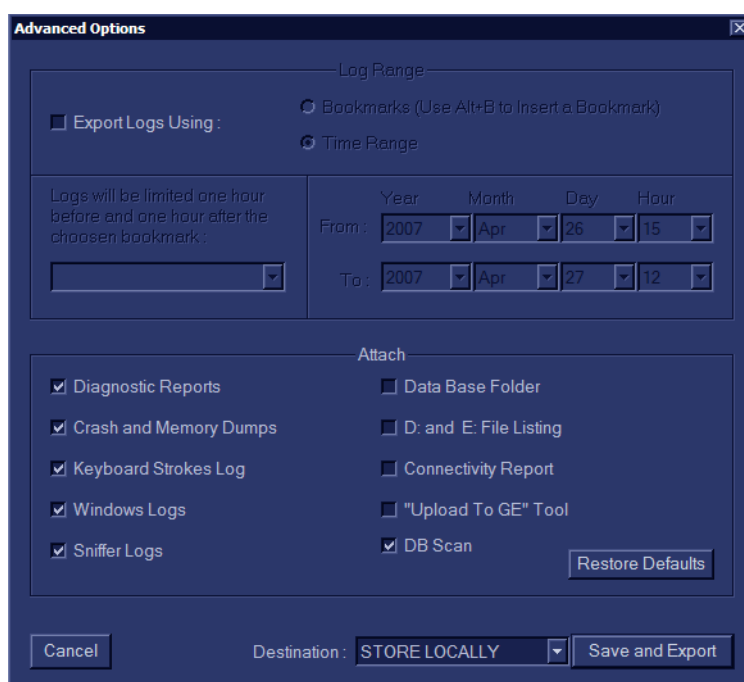 Advanced Options
Log Range
Export Logs Using :
Bookmarks (Use Alt+B to Insert a Bookmark)
Time Range
Logs will be limited one hour
before and one hour after the
choosen bookmark :
Year Month Day Hour
From : 2007 Apr 26 15
To : 2007 Apr 27 12
Attach
Diagnostic Reports
Data Base Folder
Crash and Memory Dumps
D: and E: File Listing
Keyboard Strokes Log
Connectivity Report
Windows Logs
"Upload To GE" Tool
Sniffer Logs
DB Scan
Restore Defaults
Cancel
Destination : STORE LOCALLY
Save and Export